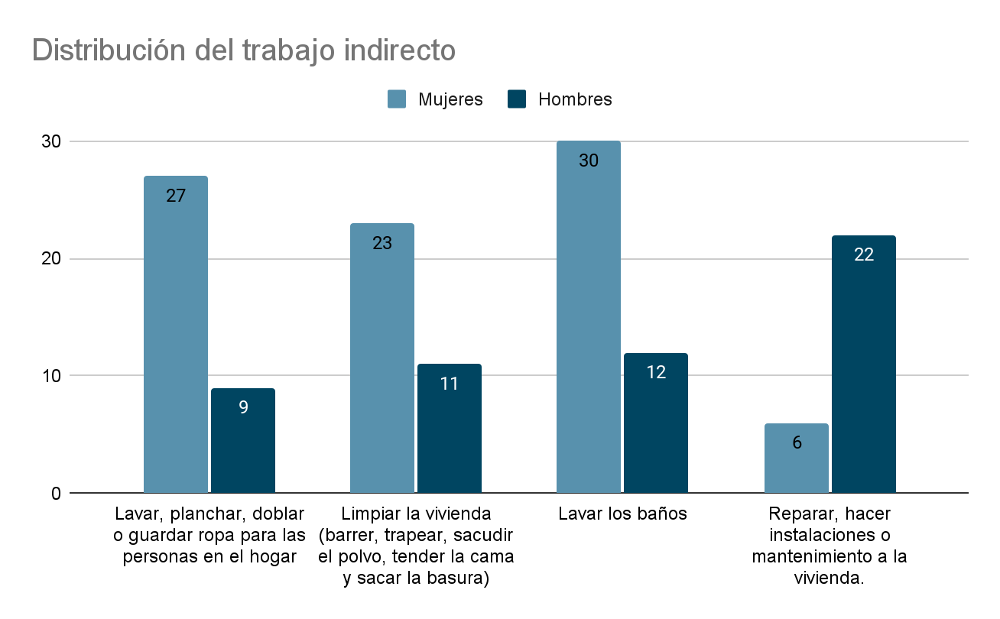 Distribución del trabajo indirecto
Mujeres
Hombres
30
20
10
0
27
9
23
11
30
12
6
22
Lavar, planchar, doblar
o guardar ropa para las
personas en el hogar
Limpiar la vivienda
(barrer, trapear, sacudir
el polvo, tender la cama
y sacar la basura)
Lavar los baños
Reparar, hacer
instalaciones o
mantenimiento a la
vivienda.